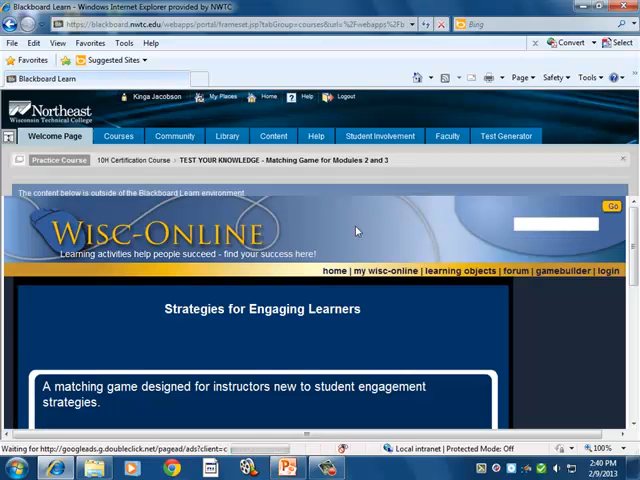 Blackboard Learn - Windows Internet Explorer provided by NWTC
https://blackboard.nwtc.edu/webapps/portal/frameset.jsp?tabGroup=courses&url=%2Fwebapps%2Fb
Bing
File Edit View Favorites Tools Help
Convert Select
Favorites Suggested Sites
Blackboard Learn
Page Safety Tools
Kinga Jacobson My Places Home Help Logout
Northeast
Wisconsin Technical College
Welcome Page Courses Community Library Content Help Student Involvement Faculty Test Generator
Practice Course 10H Certification Course > TEST YOUR KNOWLEDGE - Matching Game for Modules 2 and 3
The content below is outside of the Blackboard Learn environment
Go
WISC-ONLINE
Learning activities help people succeed - find your success here!
home | my wisc-online | learning objects | forum | gamebuilder | login
Strategies for Engaging Learners
A matching game designed for instructors new to student engagement
strategies.
Waiting for http://googleads.g.doubleclick.net/pagead/ads?client=c
Local intranet | Protected Mode: Off
100%
2:40 PM
2/9/2013